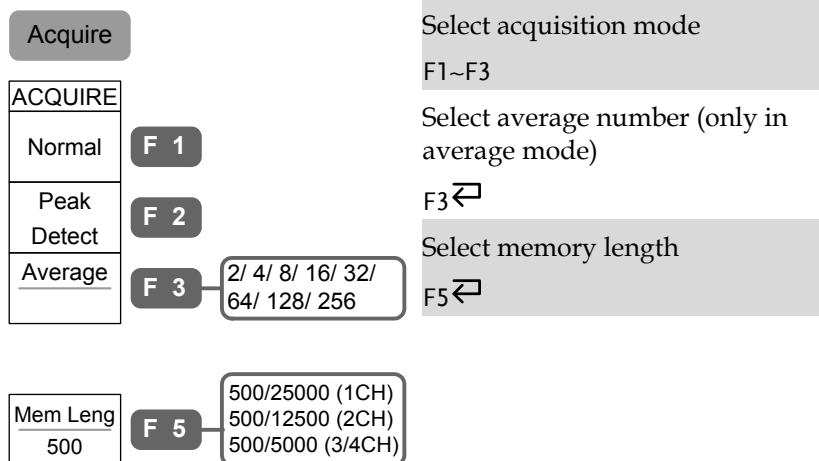 Acquire
ACQUIRE
Normal
F 1
Peak
Detect
F 2
Average
F 3
2/ 4/ 8/ 16/ 32/
64/ 128/ 256
Mem Leng
500
F 5
500/25000 (1CH)
500/12500 (2CH)
500/5000 (3/4CH)
Select acquisition mode
F1~F3
Select average number (only in
average mode)
F3
Select memory length
F5